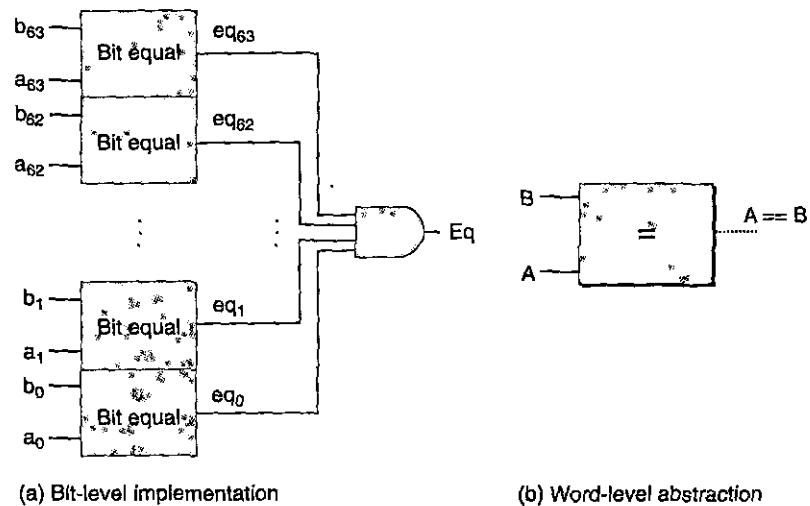 b63
Bit equal
eq63
a63
b62
Bit equal
eq62
a62
Eq
B
A
=
A == B
b1
Bit equal
eq1
a1
b0
Bit equal
eq0
a0
(a) Bit-level implementation
(b) Word-level abstraction